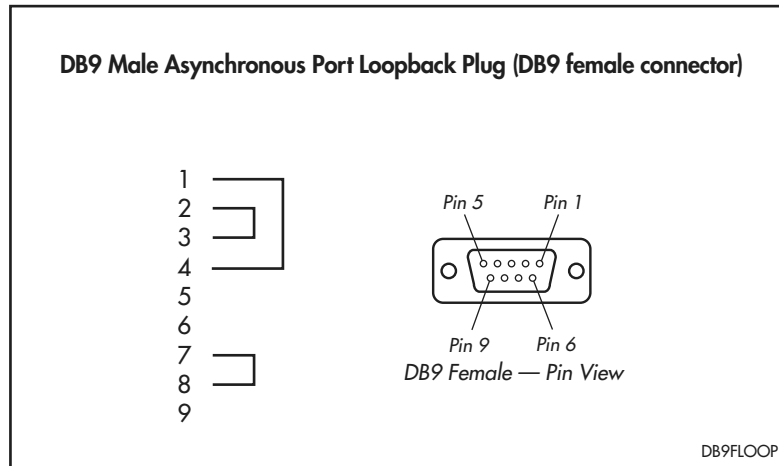 DB9 Male Asynchronous Port Loopback Plug (DB9 female connector)
1
2
3
4
5
6
7
8
9
Pin 5 Pin 1
Pin 9 Pin 6
DB9 Female — Pin View
DB9FLOOP